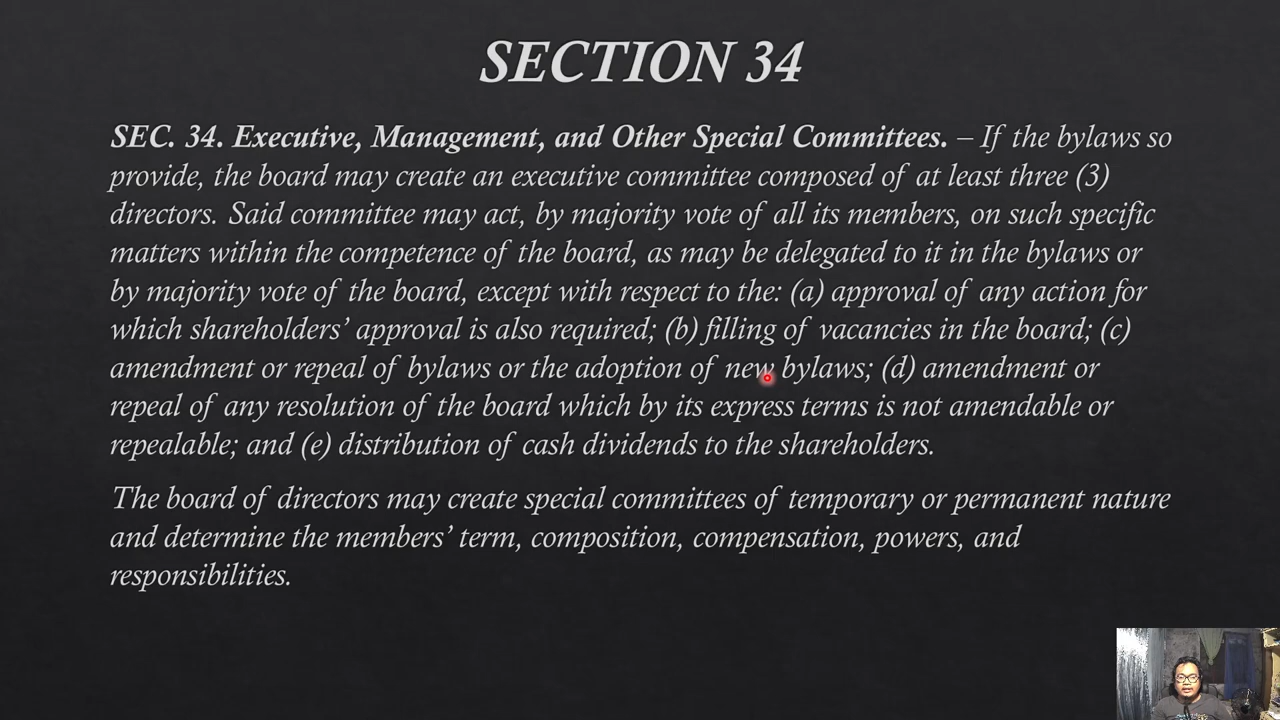 SECTION 34
SEC. 34. Executive, Management, and Other Special Committees. – If the bylaws so
provide, the board may create an executive committee composed of at least three (3)
directors. Said committee may act, by majority vote of all its members, on such specific
matters within the competence of the board, as may be delegated to it in the bylaws or
by majority vote of the board, except with respect to the: (a) approval of any action for
which shareholders’ approval is also required; (b) filling of vacancies in the board; (c)
amendment or repeal of bylaws or the adoption of new bylaws; (d) amendment or
repeal of any resolution of the board which by its express terms is not amendable or
repealable; and (e) distribution of cash dividends to the shareholders.
The board of directors may create special committees of temporary or permanent nature
and determine the members’ term, composition, compensation, powers, and
responsibilities.